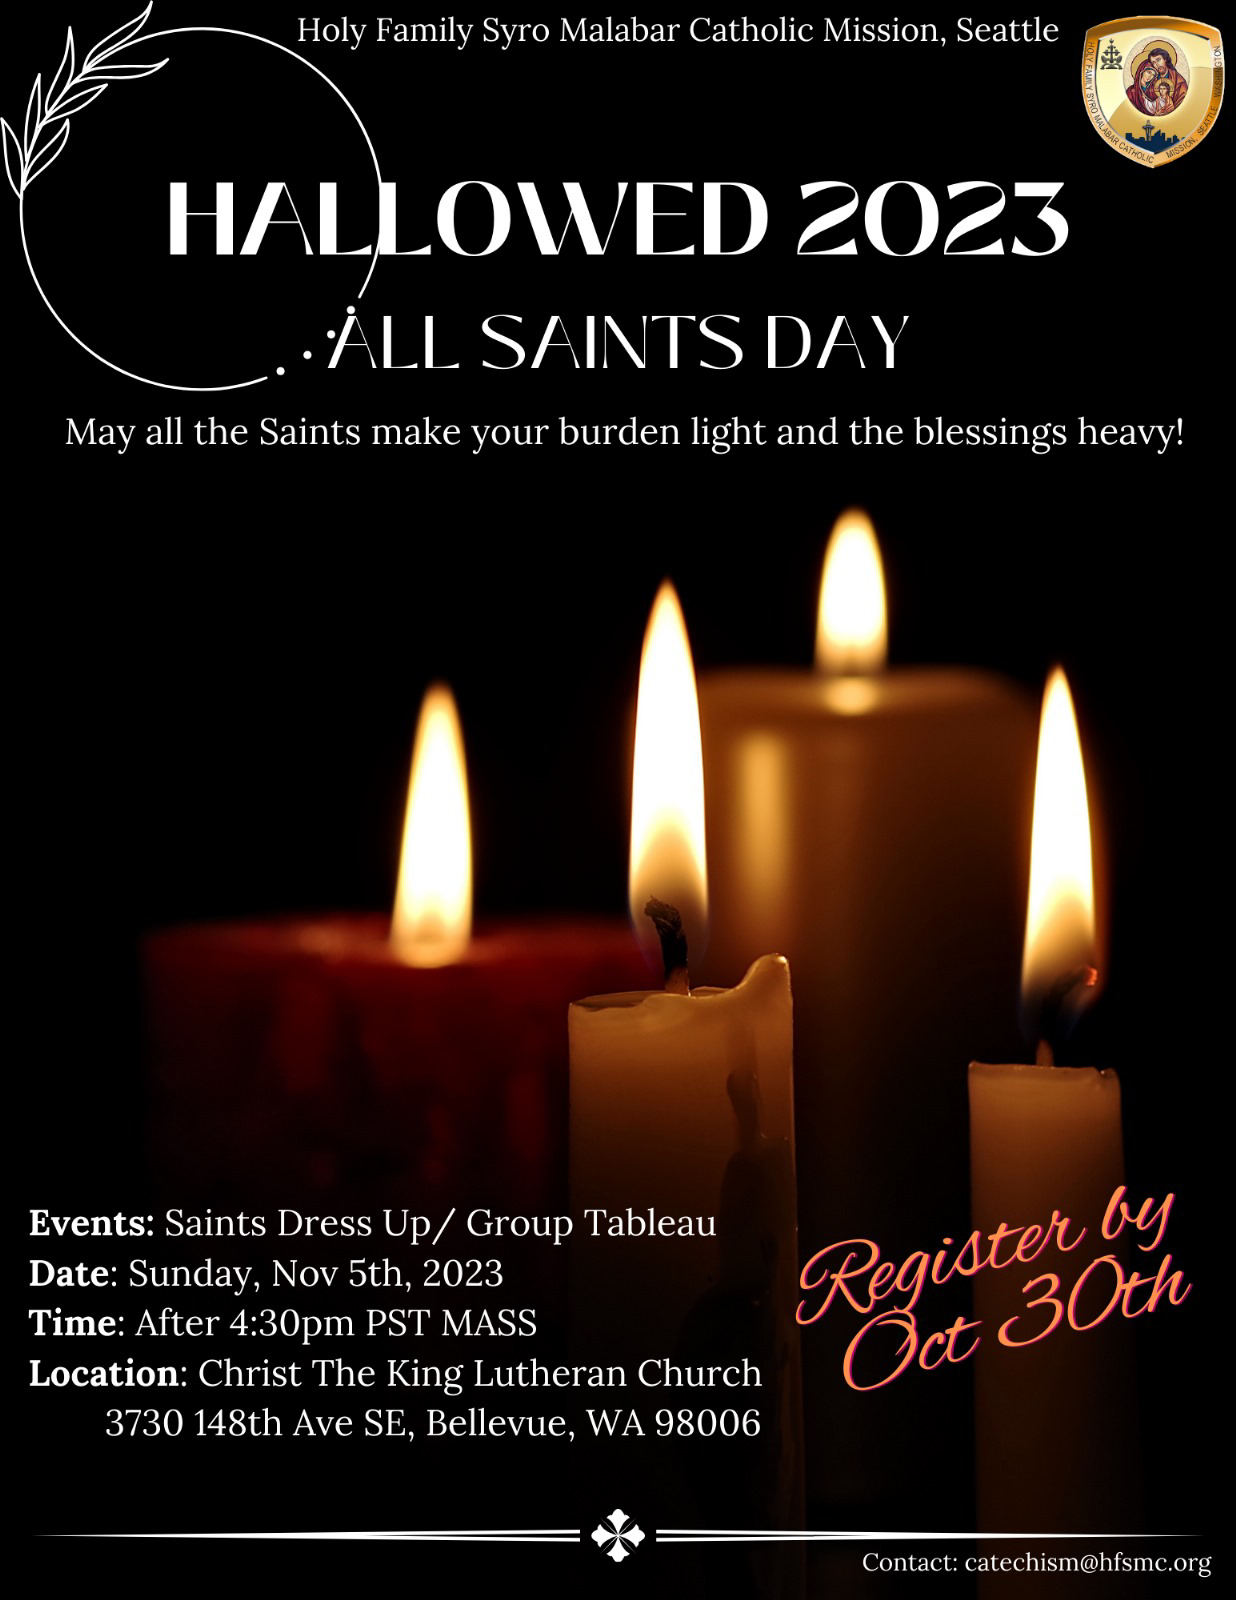 Holy Family Syro Malabar Catholic Mission, Seattle
HOLY FAMILY SYRO MALABAR CATHOLIC MISSION, SEATTLE WASHINGTON
HALLOWED 2023
ALL SAINTS DAY
May all the Saints make your burden light and the blessings heavy!
Events: Saints Dress Up/ Group Tableau
Date: Sunday, Nov 5th, 2023
Time: After 4:30pm PST MASS
Location: Christ The King Lutheran Church
3730 148th Ave SE, Bellevue, WA 98006
Register by
Oct 30th
Contact: catechism@hfsmc.org